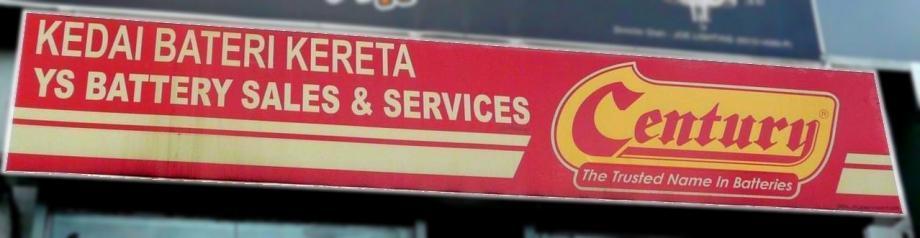 KEDAI BATERI KERETA
YS BATTERY SALES & SERVICES
Century®
The Trusted Name In Batteries